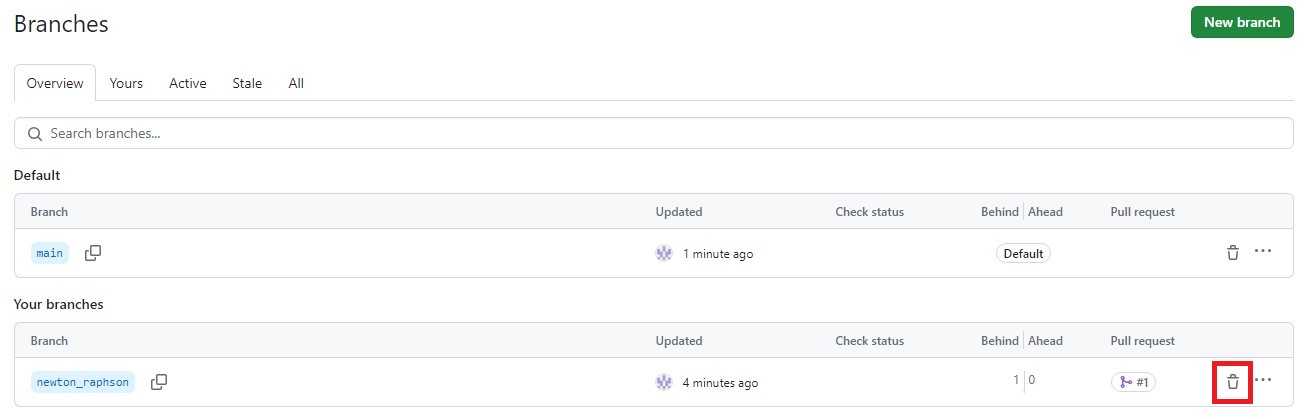 Branches
New branch
Overview Yours Active Stale All
Search branches...
Default
Branch Updated Check status Behind Ahead Pull request
main 1 minute ago Default
Your branches
Branch Updated Check status Behind Ahead Pull request
newton_raphson 4 minutes ago 1 0 #1